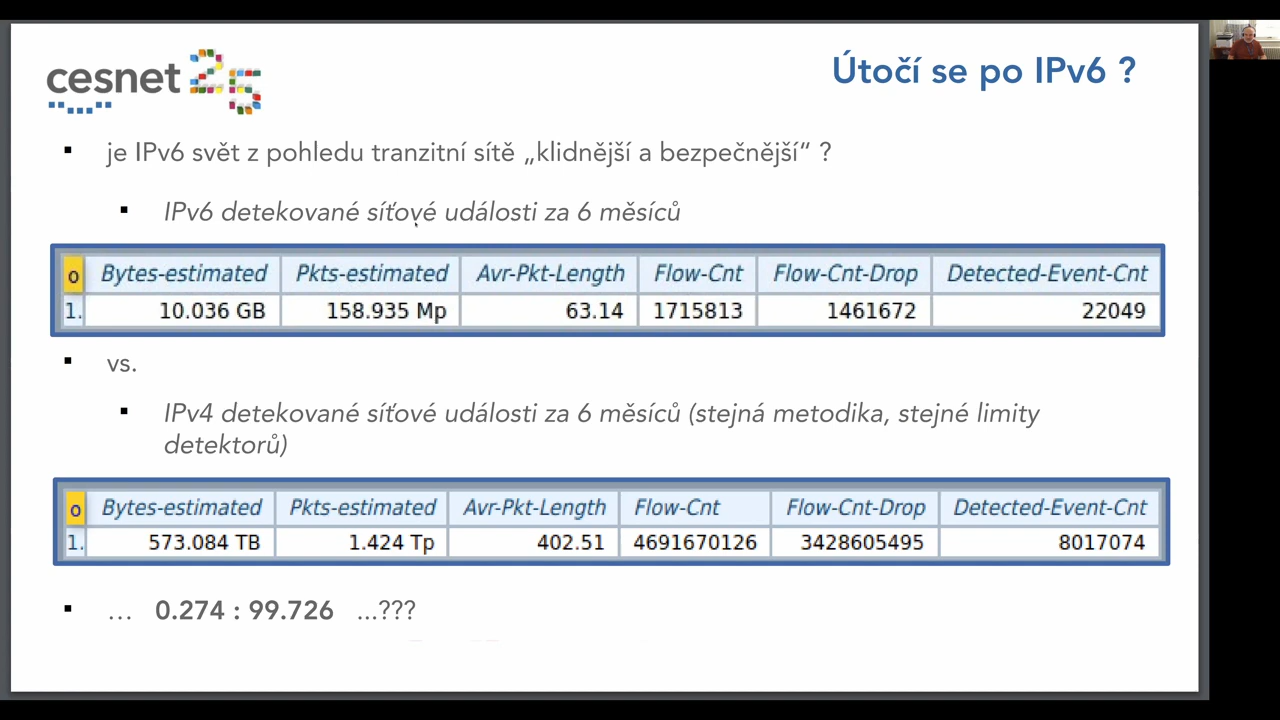 cesnet 25
Útočí se po IPv6 ?
▪ je IPv6 svět z pohledu tranzitní sítě „klidnější a bezpečnější“ ?
▪ IPv6 detekované síťové události za 6 měsíců
o Bytes-estimated Pkts-estimated Avr-Pkt-Length Flow-Cnt Flow-Cnt-Drop Detected-Event-Cnt
1. 10.036 GB 158.935 Mp 63.14 1715813 1461672 22049
▪ vs.
▪ IPv4 detekované síťové události za 6 měsíců (stejná metodika, stejné limity
detektorů)
o Bytes-estimated Pkts-estimated Avr-Pkt-Length Flow-Cnt Flow-Cnt-Drop Detected-Event-Cnt
1. 573.084 TB 1.424 Tp 402.51 4691670126 3428605495 8017074
▪ … 0.274 : 99.726 ...???